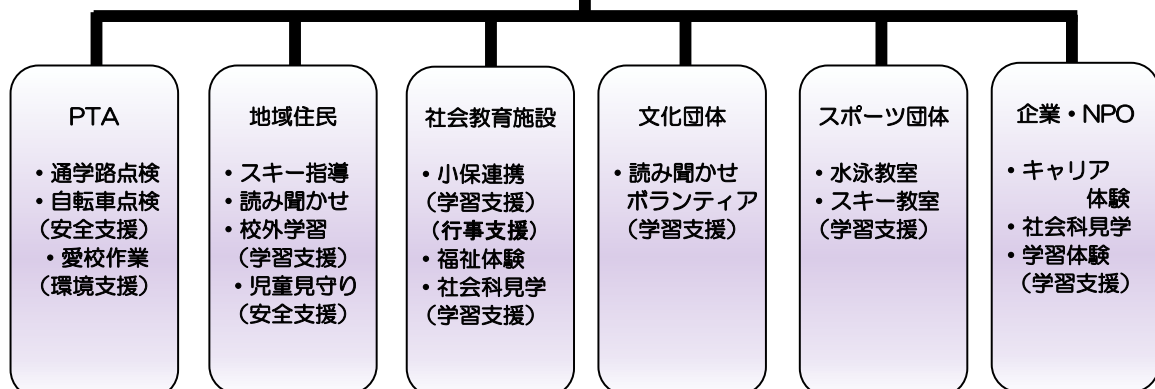 PTA
・通学路点検
・自転車点検
（安全支援）
・愛校作業
（環境支援）
地域住民
・スキー指導
・読み聞かせ
・校外学習
（学習支援）
・児童見守り
（安全支援）
社会教育施設
・小保連携
（学習支援）
（行事支援）
・福祉体験
・社会科見学
（学習支援）
文化団体
・読み聞かせ
ボランティア
（学習支援）
スポーツ団体
・水泳教室
・スキー教室
（学習支援）
企業・NPO
・キャリア
体験
・社会科見学
・学習体験
（学習支援）